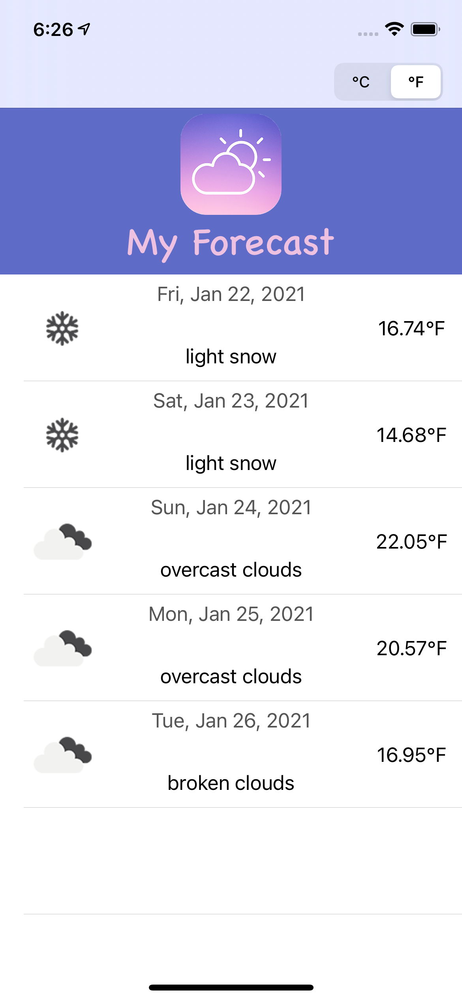 6:26
°C °F
My Forecast
Fri, Jan 22, 2021
16.74°F
light snow
Sat, Jan 23, 2021
14.68°F
light snow
Sun, Jan 24, 2021
22.05°F
overcast clouds
Mon, Jan 25, 2021
20.57°F
overcast clouds
Tue, Jan 26, 2021
16.95°F
broken clouds